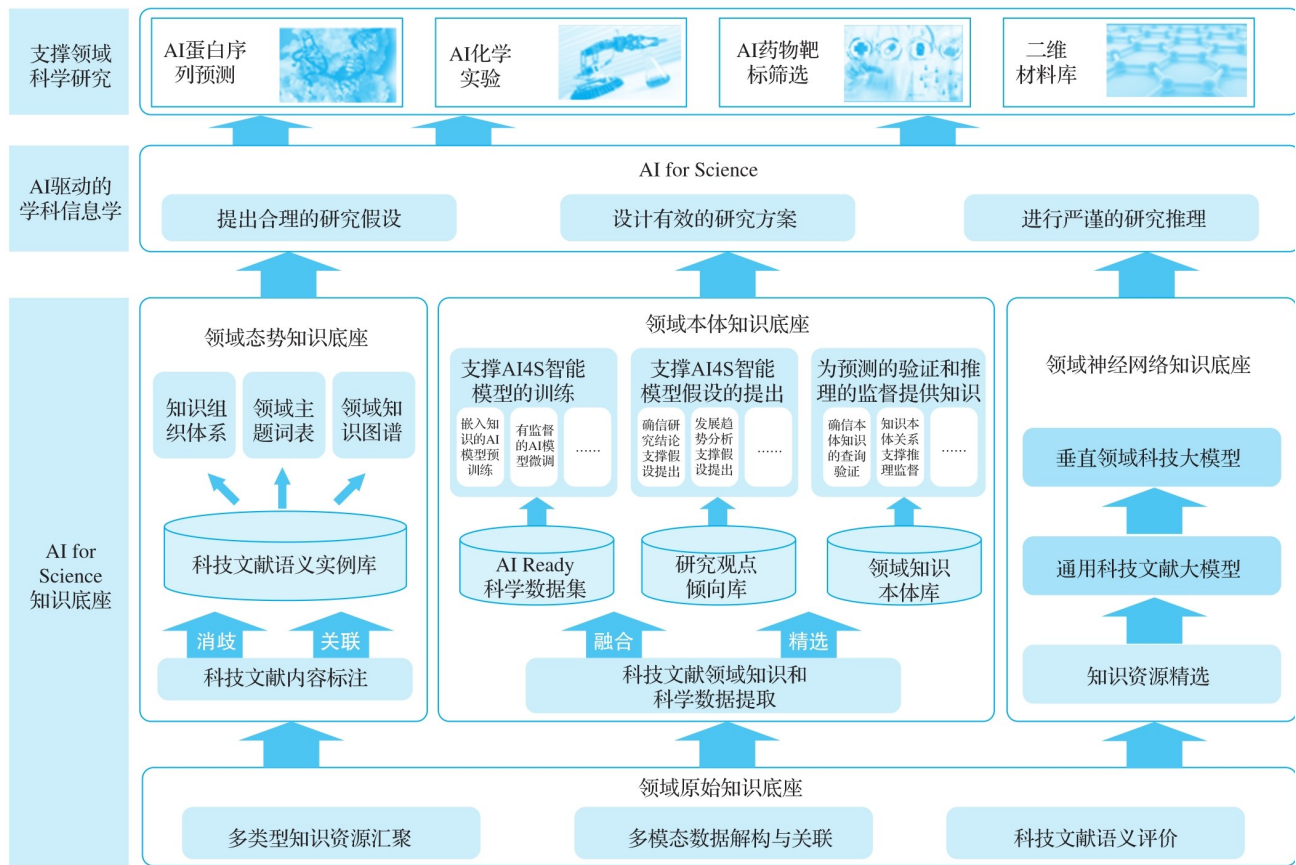 支撑领域
科学研究
AI蛋白序
列预测
AI化学
实验
AI药物靶
标筛选
二维
材料库
AI驱动的
学科信息学
AI for Science
提出合理的研究假设
设计有效的研究方案
进行严谨的研究推理
AI for
Science
知识底座
领域态势知识底座
知识组
织体系
领域主
题词表
领域知
识图谱
科技文献语义实例库
消歧
关联
科技文献内容标注
领域本体知识底座
支撑AI4S智能
模型的训练
嵌入知
识的AI
模型预
训练
有监督
的AI模
型微调
……
支撑AI4S智能
模型假设的提出
确信研
究结论
支撑假
设提出
发展趋
势分析
支撑假
设提出
……
为预测的验证和推
理的监督提供知识
确信本
体知识
的查询
验证
知识本
体关系
支撑推
理监督
……
AI Ready
科学数据集
研究观点
倾向库
领域知识
本体库
融合
精选
科技文献领域知识和
科学数据提取
领域神经网络知识底座
垂直领域科技大模型
通用科技文献大模型
知识资源精选
领域原始知识底座
多类型知识资源汇聚
多模态数据解构与关联
科技文献语义评价